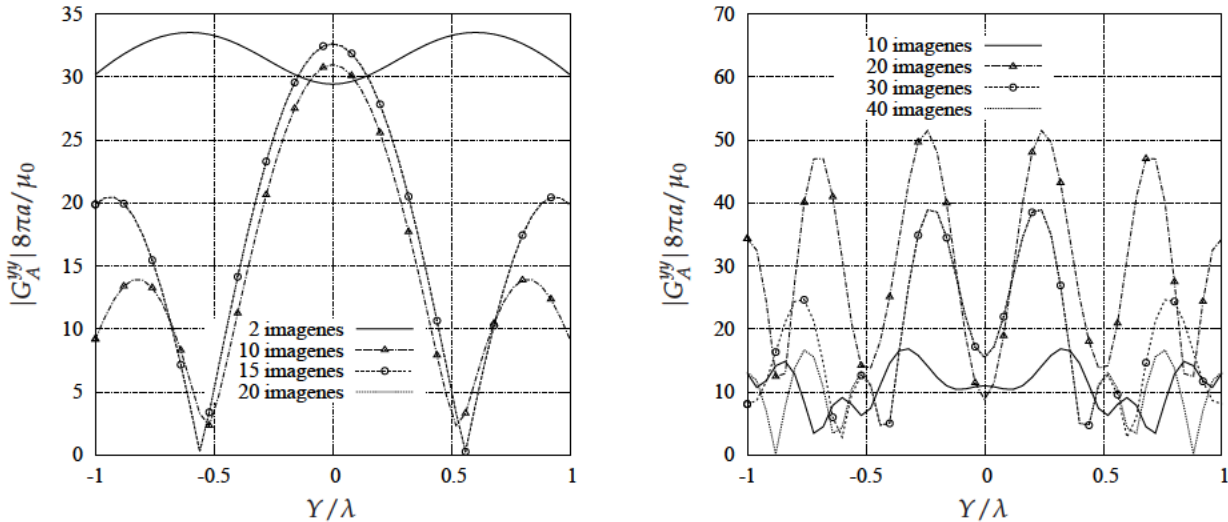 35
30
25
20
15
10
5
0
|G_A^{yy}| 8πa/μ0
2 imagenes
10 imagenes
15 imagenes
20 imagenes
-1 -0.5 0 0.5 1
Y/λ
70
60
50
40
30
20
10
0
|G_A^{yy}| 8πa/μ0
10 imagenes
20 imagenes
30 imagenes
40 imagenes
-1 -0.5 0 0.5 1
Y/λ